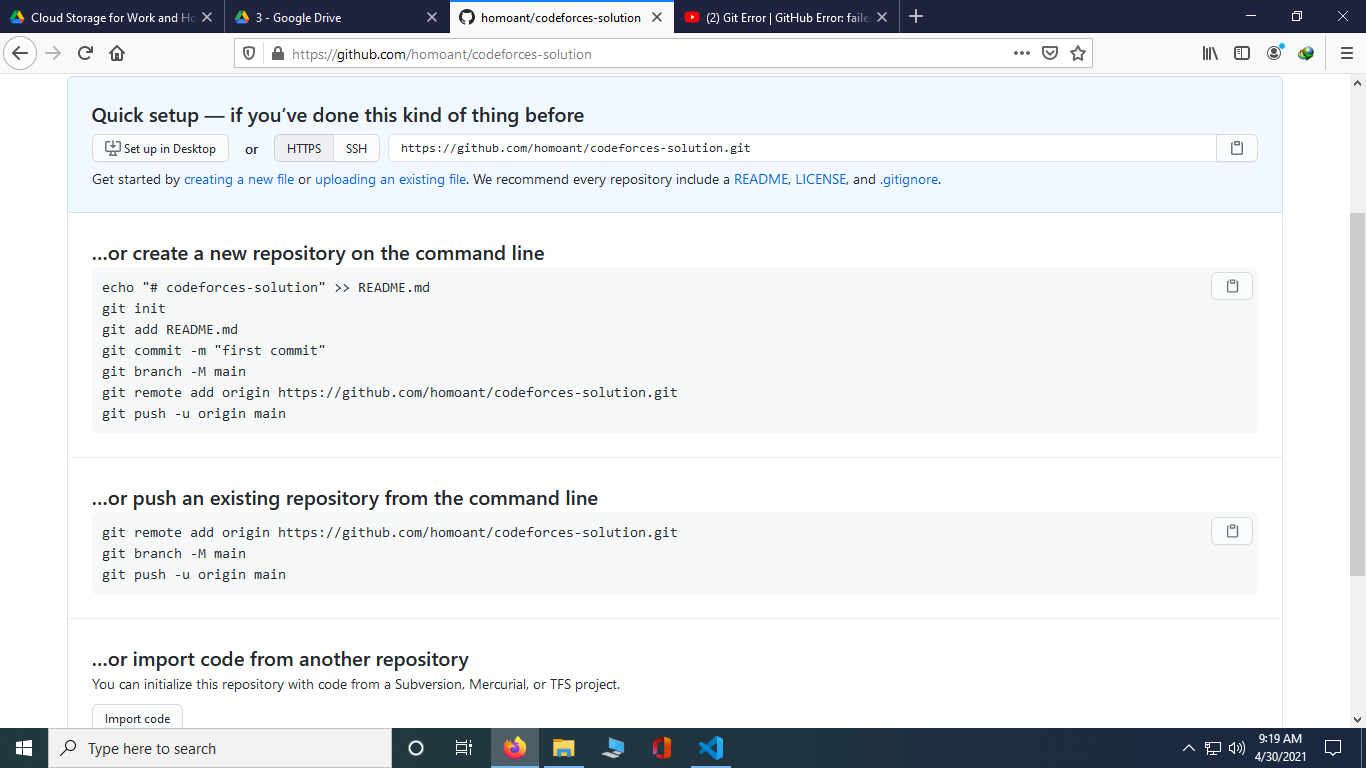 Cloud Storage for Work and Ho
3 - Google Drive
homoant/codeforces-solution
(2) Git Error | GitHub Error: faile
https://github.com/homoant/codeforces-solution
Quick setup — if you've done this kind of thing before
Set up in Desktop or HTTPS SSH https://github.com/homoant/codeforces-solution.git
Get started by creating a new file or uploading an existing file. We recommend every repository include a README, LICENSE, and .gitignore.
...or create a new repository on the command line
echo "# codeforces-solution" >> README.md
git init
git add README.md
git commit -m "first commit"
git branch -M main
git remote add origin https://github.com/homoant/codeforces-solution.git
git push -u origin main
...or push an existing repository from the command line
git remote add origin https://github.com/homoant/codeforces-solution.git
git branch -M main
git push -u origin main
...or import code from another repository
You can initialize this repository with code from a Subversion, Mercurial, or TFS project.
Import code
Type here to search
9:19 AM
4/30/2021